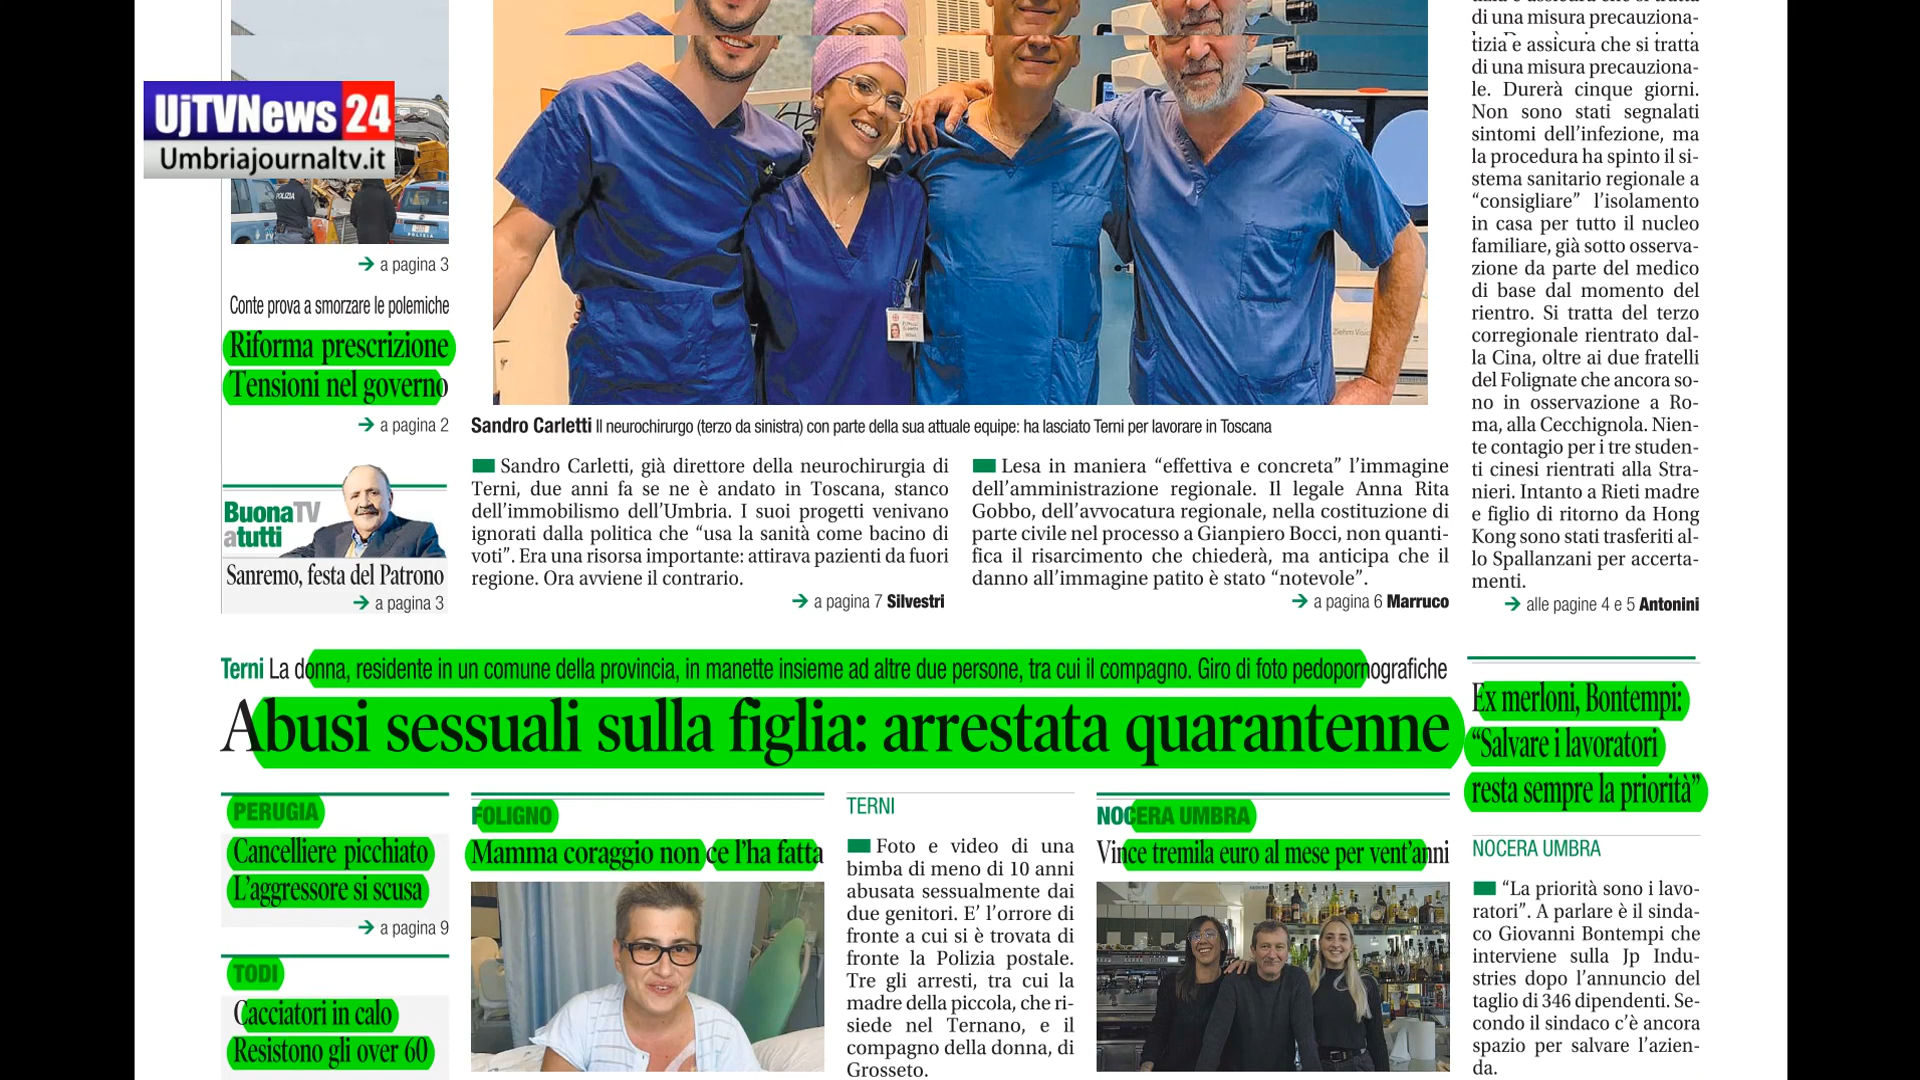 UjTVNews 24
Umbriajournaltv.it
POLIZIA
POLIZIA
→ a pagina 3
Conte prova a smorzare le polemiche
Riforma prescrizione
Tensioni nel governo
→ a pagina 2
BuonaTV
atutti
Sanremo, festa del Patrono
→ a pagina 3
Sandro Carletti Il neurochirurgo (terzo da sinistra) con parte della sua attuale equipe: ha lasciato Terni per lavorare in Toscana
Sandro Carletti, già direttore della neurochirurgia di
Terni, due anni fa se ne è andato in Toscana, stanco
dell'immobilismo dell'Umbria. I suoi progetti venivano
ignorati dalla politica che “usa la sanità come bacino di
voti”. Era una risorsa importante: attirava pazienti da fuori
regione. Ora avviene il contrario.
→ a pagina 7 Silvestri
Lesa in maniera “effettiva e concreta” l'immagine
dell'amministrazione regionale. Il legale Anna Rita
Gobbo, dell'avvocatura regionale, nella costituzione di
parte civile nel processo a Gianpiero Bocci, non quanti-
fica il risarcimento che chiederà, ma anticipa che il
danno all'immagine patito è stato “notevole”.
→ a pagina 6 Marruco
di una misura precauziona-
tizia e assicura che si tratta
di una misura precauziona-
le. Durerà cinque giorni.
Non sono stati segnalati
sintomi dell'infezione, ma
la procedura ha spinto il si-
stema sanitario regionale a
“consigliare” l'isolamento
in casa per tutto il nucleo
familiare, già sotto osserva-
zione da parte del medico
di base dal momento del
rientro. Si tratta del terzo
corregionale rientrato dal-
la Cina, oltre ai due fratelli
del Folignate che ancora so-
no in osservazione a Ro-
ma, alla Cecchignola. Nien-
te contagio per i tre studen-
ti cinesi rientrati alla Stra-
nieri. Intanto a Rieti madre
e figlio di ritorno da Hong
Kong sono stati trasferiti al-
lo Spallanzani per accerta-
menti.
→ alle pagine 4 e 5 Antonini
Terni La donna, residente in un comune della provincia, in manette insieme ad altre due persone, tra cui il compagno. Giro di foto pedopornografiche
Abusi sessuali sulla figlia: arrestata quarantenne
PERUGIA
Cancelliere picchiato
L'aggressore si scusa
→ a pagina 9
TODI
Cacciatori in calo
Resistono gli over 60
FOLIGNO
Mamma coraggio non ce l'ha fatta
TERNI
Foto e video di una
bimba di meno di 10 anni
abusata sessualmente dai
due genitori. E' l'orrore di
fronte a cui si è trovata di
fronte la Polizia postale.
Tre gli arresti, tra cui la
madre della piccola, che ri-
siede nel Ternano, e il
compagno della donna, di
Grosseto.
NOCERA UMBRA
Vince tremila euro al mese per vent'anni
Ex merloni, Bontempi:
“Salvare i lavoratori
resta sempre la priorità”
NOCERA UMBRA
“La priorità sono i lavo-
ratori”. A parlare è il sinda-
co Giovanni Bontempi che
interviene sulla Jp Indu-
stries dopo l'annuncio del
taglio di 346 dipendenti. Se-
condo il sindaco c'è ancora
spazio per salvare l'azien-
da.